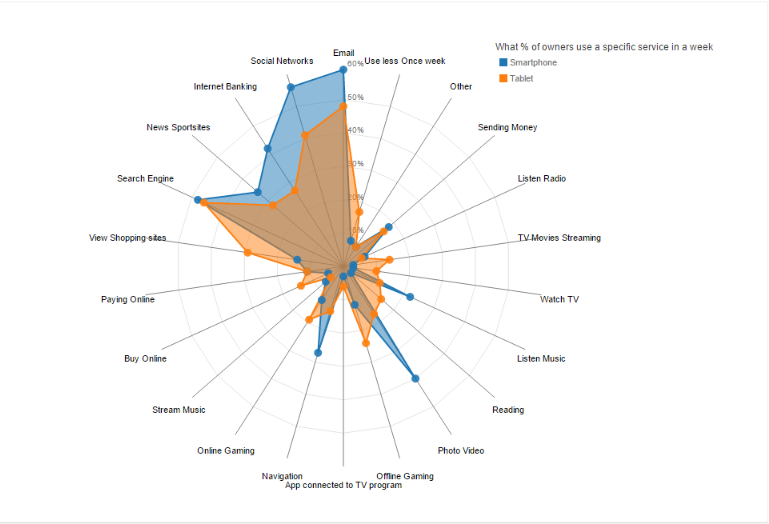 What % of owners use a specific service in a week
Smartphone
Tablet
Email
60%
50%
40%
30%
20%
Use less Once week
Other
Sending Money
Listen Radio
TV Movies Streaming
Watch TV
Listen Music
Reading
Photo Video
Offline Gaming
App connected to TV program
Navigation
Online Gaming
Stream Music
Buy Online
Paying Online
View Shopping-sites
Search Engine
News Sportsites
Internet Banking
Social Networks